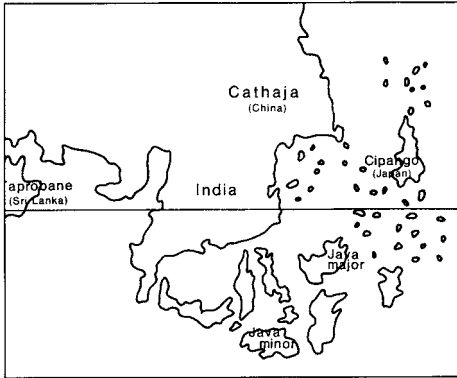 Cathaja
(China)
Cipango
(Japan)
aprobane
(Sri Lanka)
India
Java
major
Java
minor